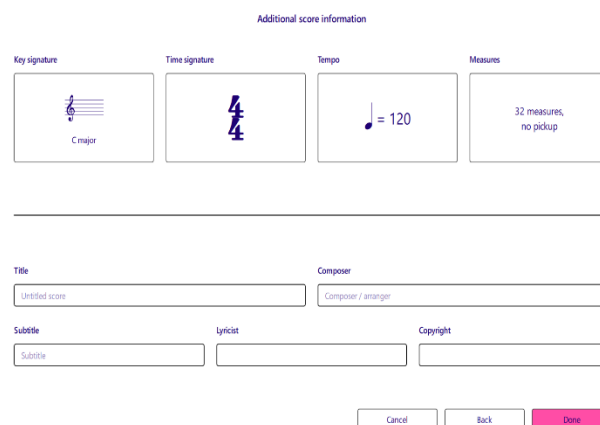 Additional score information
Key signature
Time signature
Tempo
Measures
C major
4
4
= 120
32 measures,
no pickup
Title
Composer
Untitled score
Composer / arranger
Subtitle
Lyricist
Copyright
Subtitle
Cancel
Back
Done